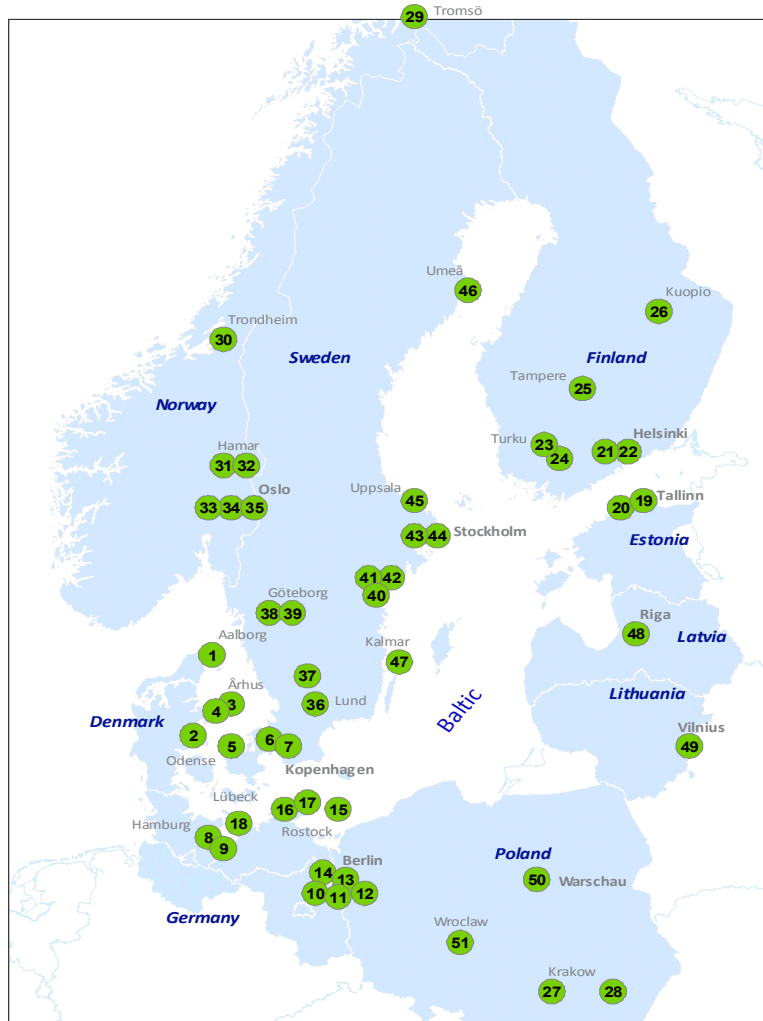 29 Tromsö
Umeâ
46
Kuopio
26
Trondheim
30
Sweden
Finland
Tampere
25
Norway
Hamar
31 32
Turku 23
24
21 22 Helsinki
33 34 35 Oslo
Uppsala
45
20 19 Tallinn
43 44 Stockholm
Estonia
41 42
40
Göteborg
38 39
Riga
48
Latvia
Aalborg
1
Kalmar
47
37
Århus
3
4
36 Lund
Lithuania
Denmark
Baltic
2
Odense
5
6 7
Kopenhagen
Vilnius
49
Lübeck
16 17 15
Hamburg 18
8
9
Rostock
Berlin
14
13
10 11 12
Poland
50 Warschau
Germany
Wroclaw
51
Krakow
27 28